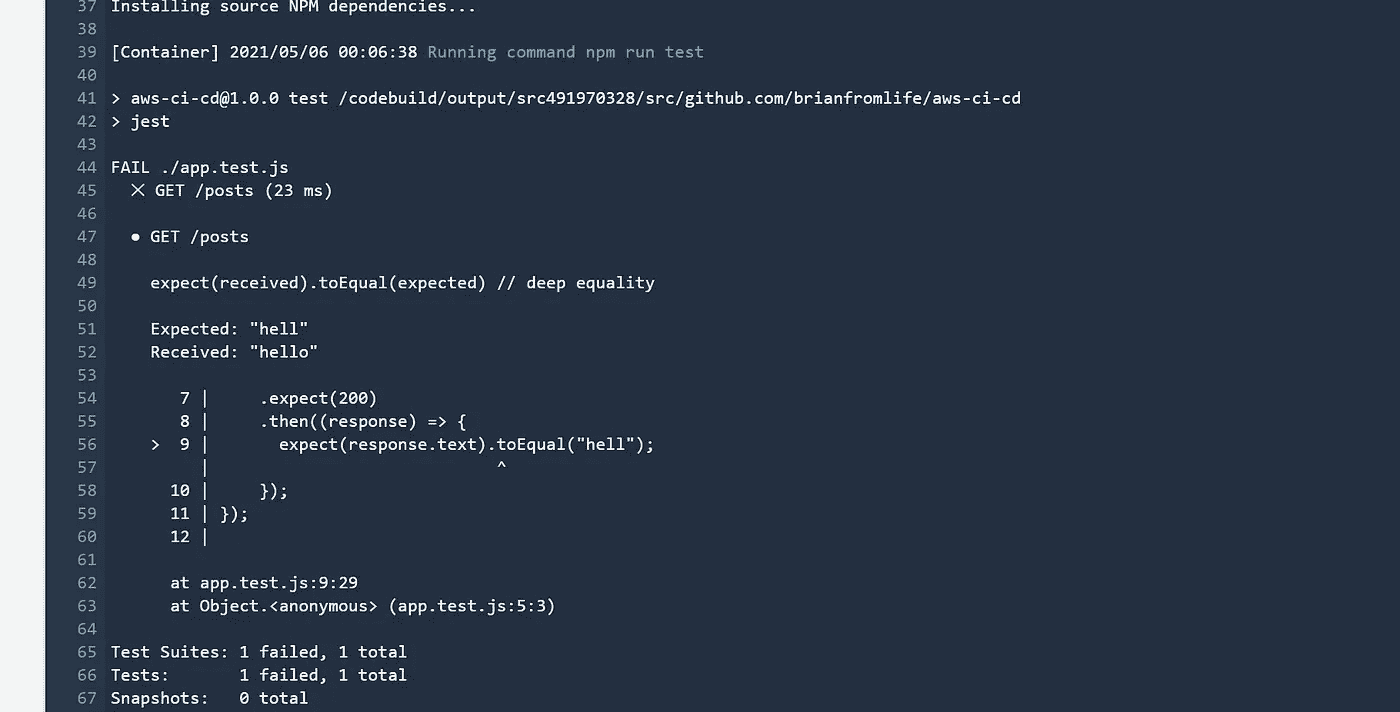 37 Installing source NPM dependencies...
38
39 [Container] 2021/05/06 00:06:38 Running command npm run test
40
41 > aws-ci-cd@1.0.0 test /codebuild/output/src491970328/src/github.com/brianfromlife/aws-ci-cd
42 > jest
43
44 FAIL ./app.test.js
45   ✕ GET /posts (23 ms)
46
47   ● GET /posts
48
49     expect(received).toEqual(expected) // deep equality
50
51     Expected: "hell"
52     Received: "hello"
53
54        7 |     .expect(200)
55        8 |     .then((response) => {
56     >  9 |       expect(response.text).toEqual("hell");
57          |                             ^
58       10 |     });
59       11 | });
60       12 |
61
62       at app.test.js:9:29
63       at Object.<anonymous> (app.test.js:5:3)
64
65 Test Suites: 1 failed, 1 total
66 Tests:       1 failed, 1 total
67 Snapshots:   0 total